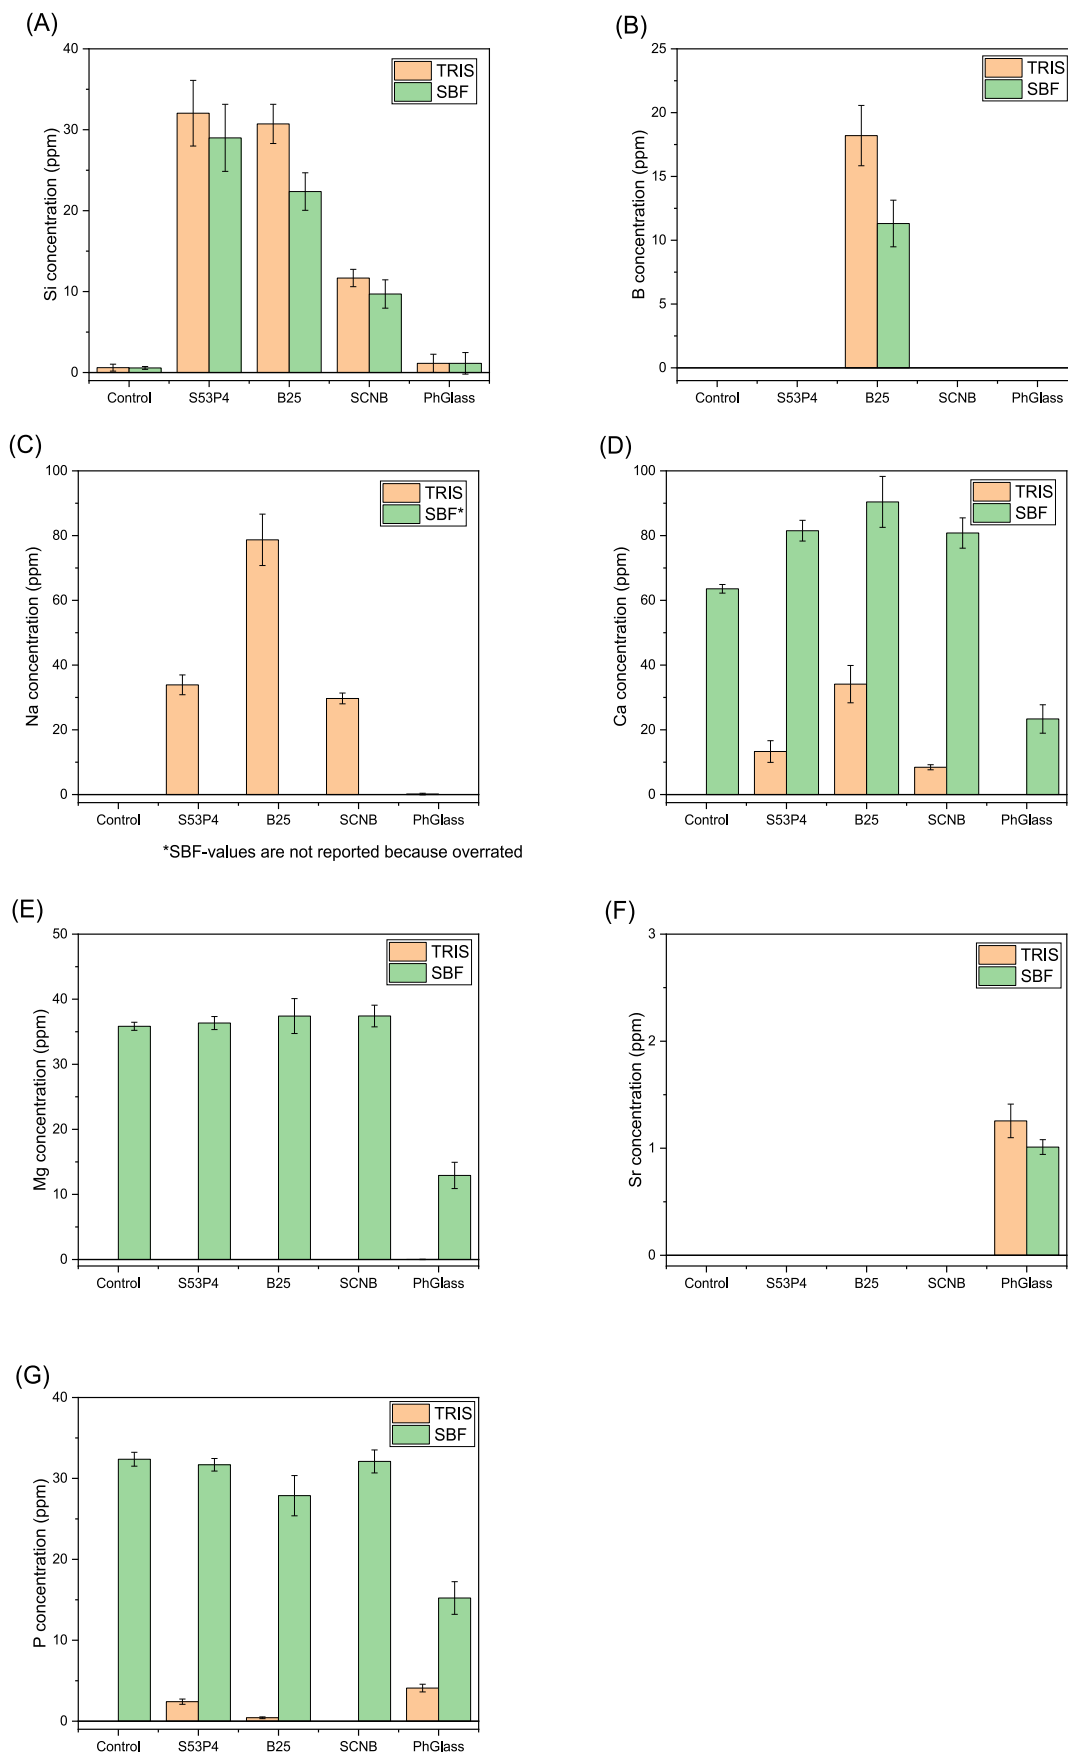 (A)
Si concentration (ppm)
40
30
20
10
0
TRIS
SBF
Control S53P4 B25 SCNB PhGlass
(B)
B concentration (ppm)
25
20
15
10
5
0
TRIS
SBF
Control S53P4 B25 SCNB PhGlass
(C)
Na concentration (ppm)
100
80
60
40
20
0
TRIS
SBF*
Control S53P4 B25 SCNB PhGlass
*SBF-values are not reported because overrated
(D)
Ca concentration (ppm)
100
80
60
40
20
0
TRIS
SBF
Control S53P4 B25 SCNB PhGlass
(E)
Mg concentration (ppm)
50
40
30
20
10
0
TRIS
SBF
Control S53P4 B25 SCNB PhGlass
(F)
Sr concentration (ppm)
3
2
1
0
TRIS
SBF
Control S53P4 B25 SCNB PhGlass
(G)
P concentration (ppm)
40
30
20
10
0
TRIS
SBF
Control S53P4 B25 SCNB PhGlass